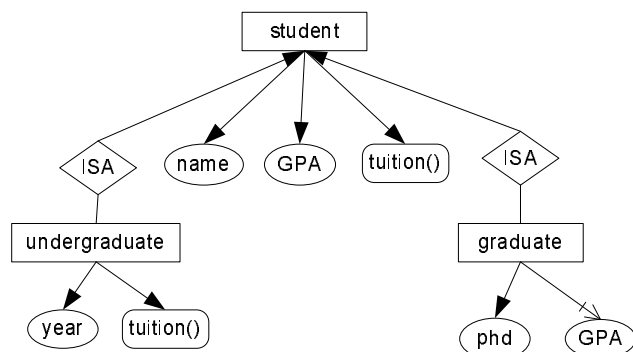 student
ISA
name
GPA
tuition()
ISA
undergraduate
graduate
year
tuition()
phd
GPA